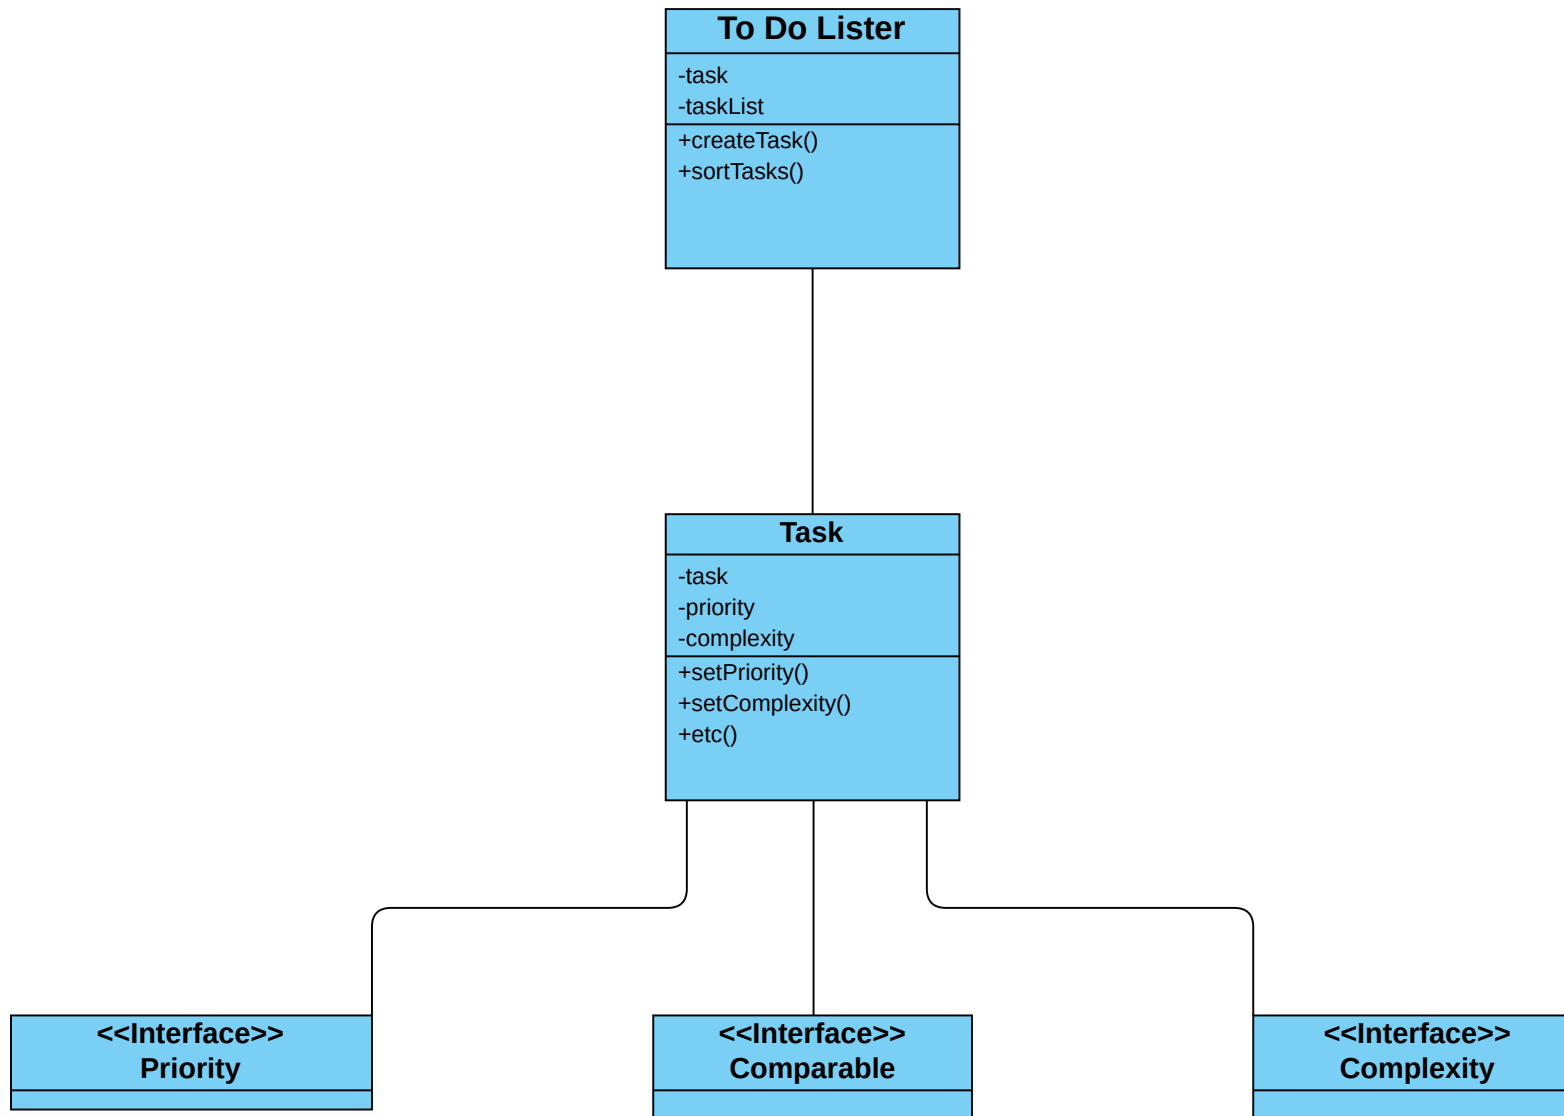 To Do Lister
-task
-taskList
+createTask()
+sortTasks()
Task
-task
-priority
-complexity
+setPriority()
+setComplexity()
+etc()
<<Interface>>
Priority
<<Interface>>
Comparable
<<Interface>>
Complexity